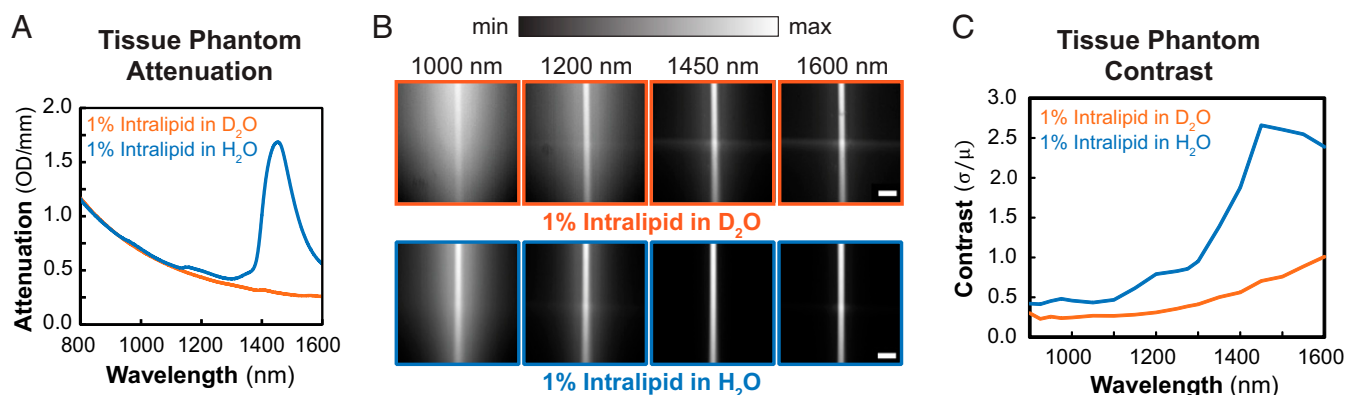 A
Tissue Phantom
Attenuation
2.0
1.5
1.0
0.5
0.0
800
1000
1200
1400
1600
Attenuation (OD/mm)
Wavelength (nm)
1% Intralipid in D₂O
1% Intralipid in H₂O
B
min
max
1000 nm
1200 nm
1450 nm
1600 nm
1% Intralipid in D₂O
1% Intralipid in H₂O
C
Tissue Phantom
Contrast
3.0
2.5
2.0
1.5
1.0
0.5
0.0
1000
1200
1400
1600
Contrast (σ/μ)
Wavelength (nm)
1% Intralipid in D₂O
1% Intralipid in H₂O